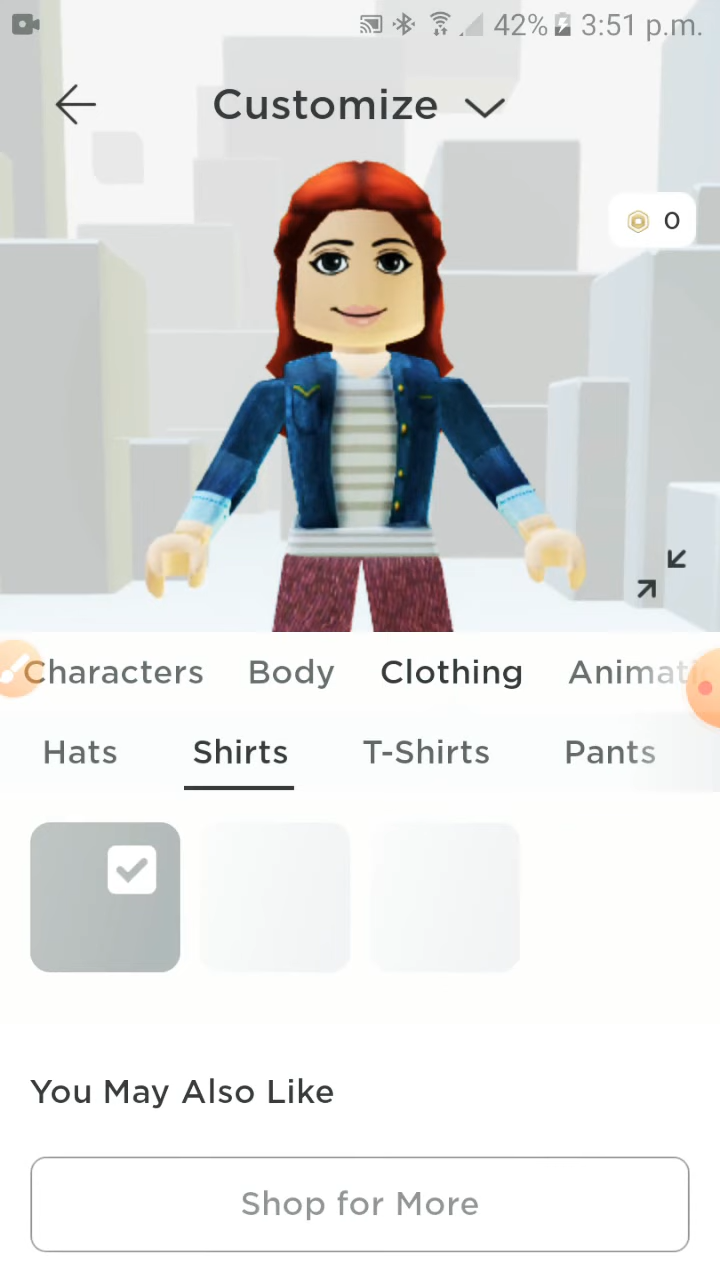 42% 3:51 p.m.
Customize
0
Characters Body Clothing Animati
Hats Shirts T-Shirts Pants
You May Also Like
Shop for More